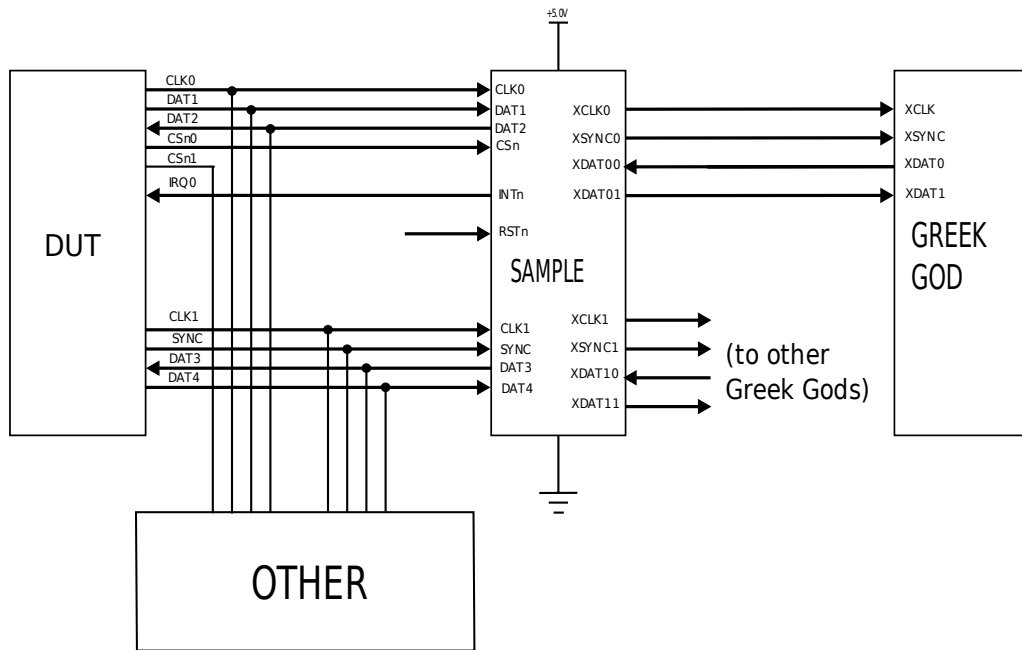 +5.0V
CLK0
DAT1
DAT2
CSn0
CSn1
IRQ0
DUT
CLK1
SYNC
DAT3
DAT4
CLK0
DAT1
DAT2
CSn
INTn
RSTn
SAMPLE
CLK1
SYNC
DAT3
DAT4
XCLK0
XSYNC0
XDAT00
XDAT01
XCLK1
XSYNC1
XDAT10
XDAT11
(to other
Greek Gods)
XCLK
XSYNC
XDAT0
XDAT1
GREEK
GOD
OTHER